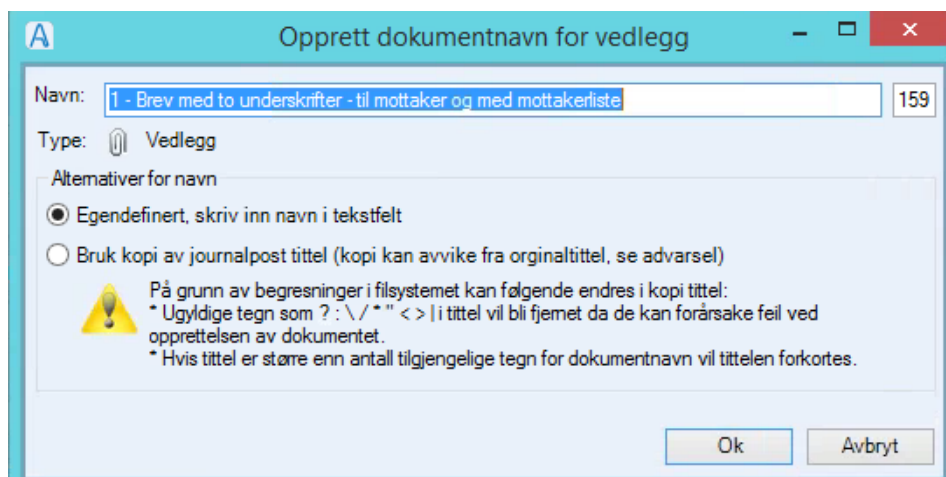 A Opprett dokumentnavn for vedlegg
Navn: 1 - Brev med to underskrifter - til mottaker og med mottakerliste 159
Type: Vedlegg
Alternativer for navn
Egendefinert, skriv inn navn i tekstfelt
Bruk kopi av journalpost tittel (kopi kan avvike fra orginaltittel, se advarsel)
På grunn av begresninger i filsystemet kan følgende endres i kopi tittel:
* Ugyldige tegn som ? : \ / * " < > | i tittel vil bli fjernet da de kan forårsake feil ved
opprettelsen av dokumentet.
* Hvis tittel er større enn antall tilgjengelige tegn for dokumentnavn vil tittelen forkortes.
Ok Avbryt